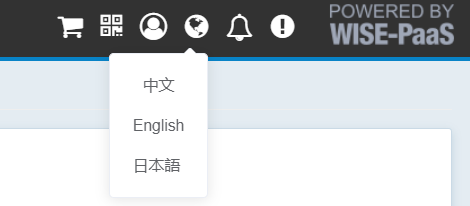 POWERED BY
WISE-PaaS
中文
English
日本語